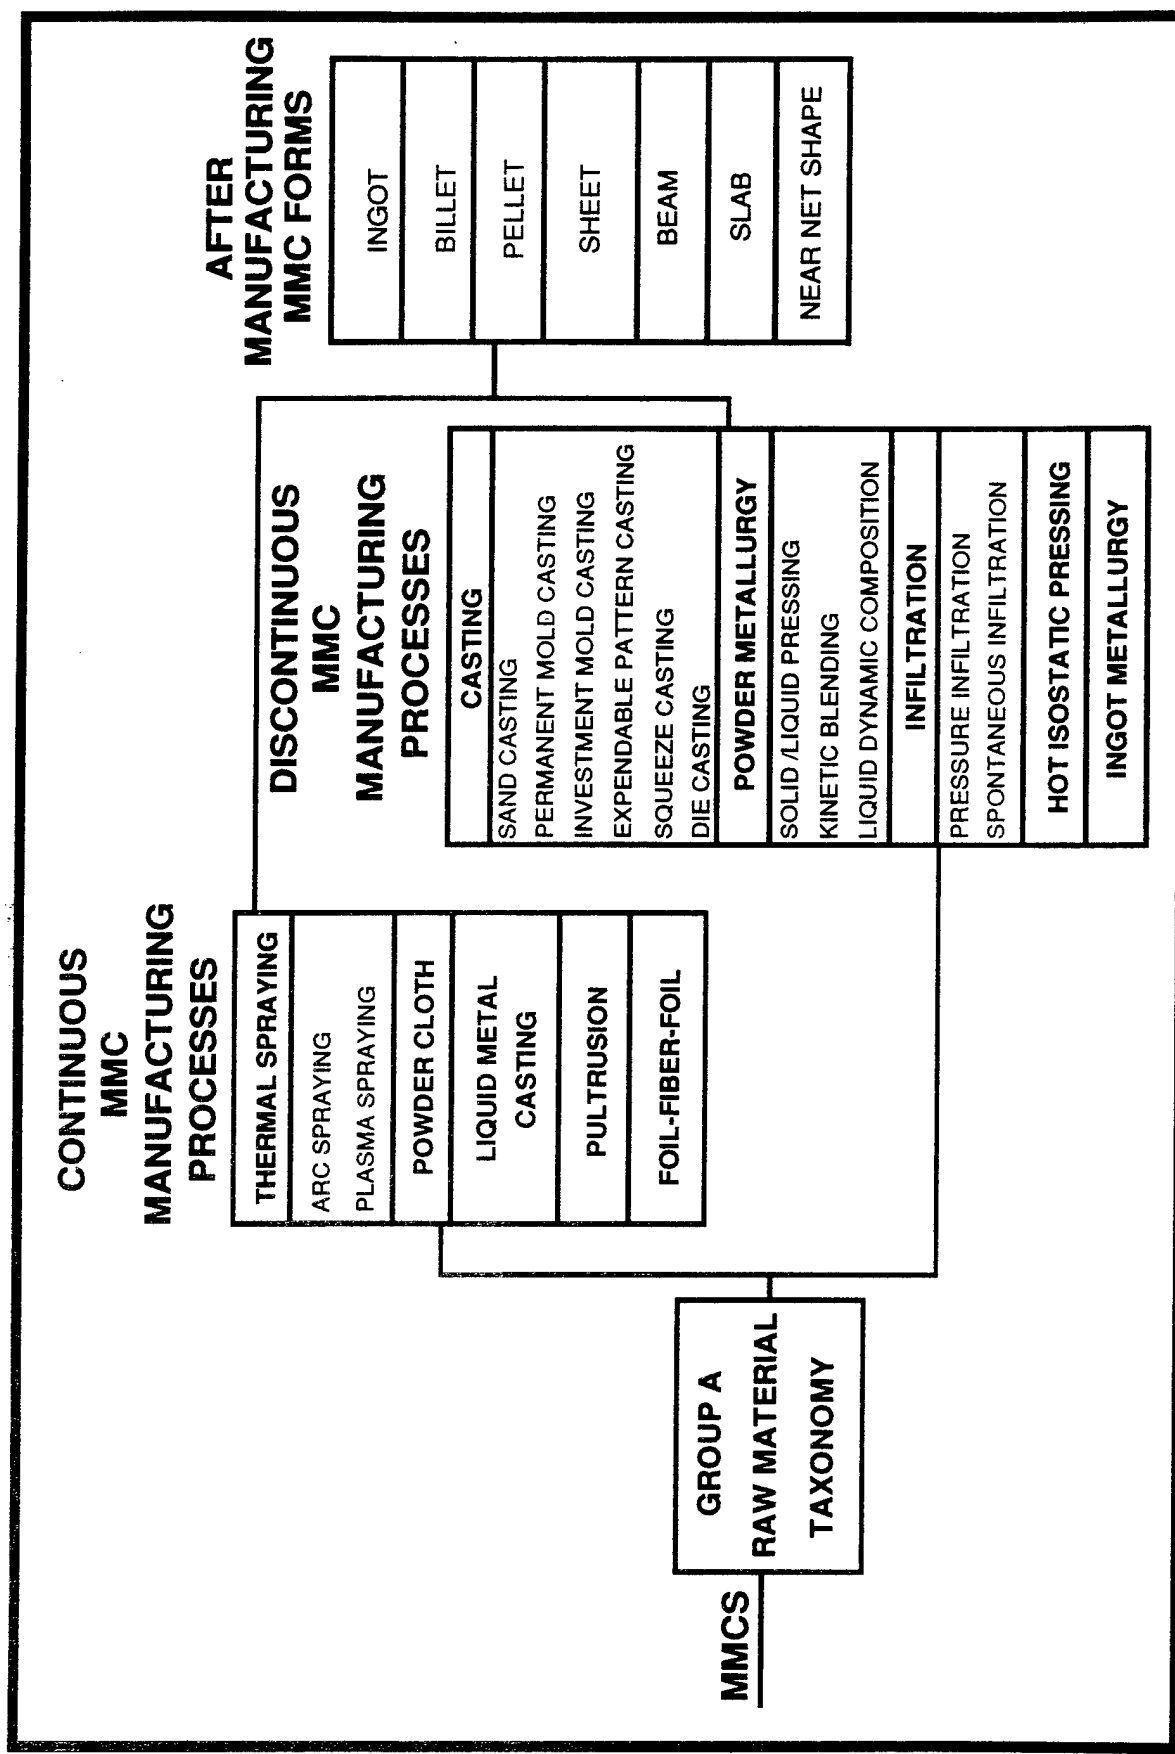 MMCS
GROUP A
RAW MATERIAL
TAXONOMY
CONTINUOUS
MMC
MANUFACTURING
PROCESSES
THERMAL SPRAYING
ARC SPRAYING
PLASMA SPRAYING
POWDER CLOTH
LIQUID METAL
CASTING
PULTRUSION
FOIL-FIBER-FOIL
DISCONTINUOUS
MMC
MANUFACTURING
PROCESSES
CASTING
SAND CASTING
PERMANENT MOLD CASTING
INVESTMENT MOLD CASTING
EXPENDABLE PATTERN CASTING
SQUEEZE CASTING
DIE CASTING
POWDER METALLURGY
SOLID /LIQUID PRESSING
KINETIC BLENDING
LIQUID DYNAMIC COMPOSITION
INFILTRATION
PRESSURE INFILTRATION
SPONTANEOUS INFILTRATION
HOT ISOSTATIC PRESSING
INGOT METALLURGY
AFTER
MANUFACTURING
MMC FORMS
INGOT
BILLET
PELLET
SHEET
BEAM
SLAB
NEAR NET SHAPE